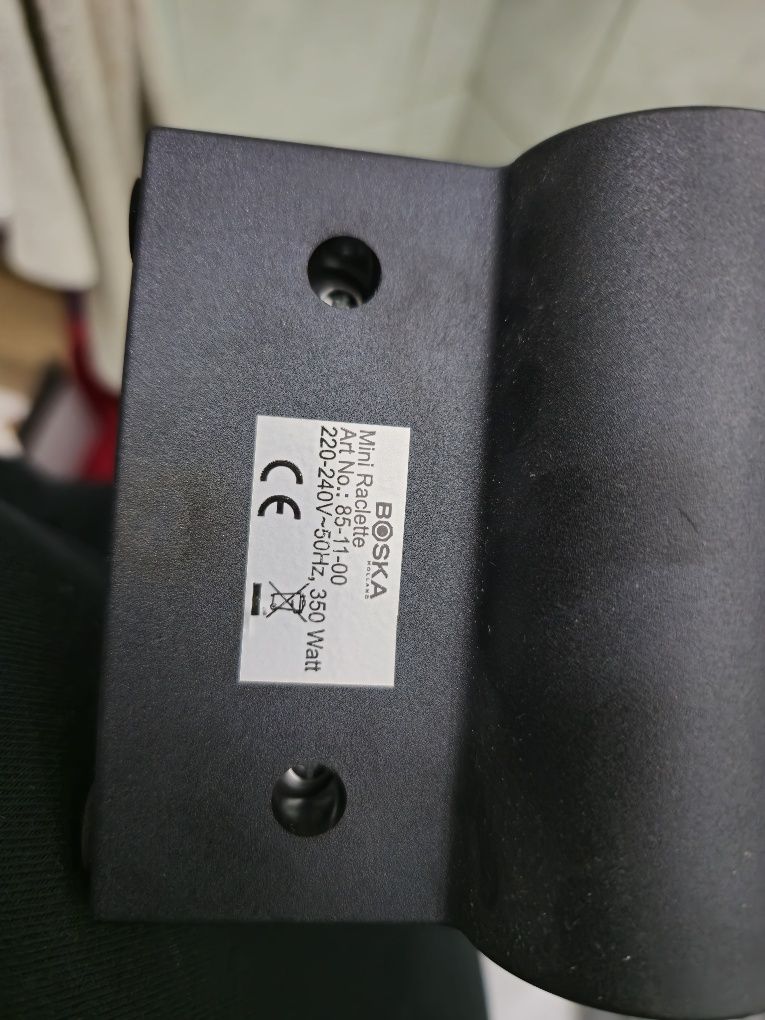 BOSKA
HOLLAND
Mini Raclette
Art No.: 85-11-00
220-240V~50Hz, 350 Watt
CE